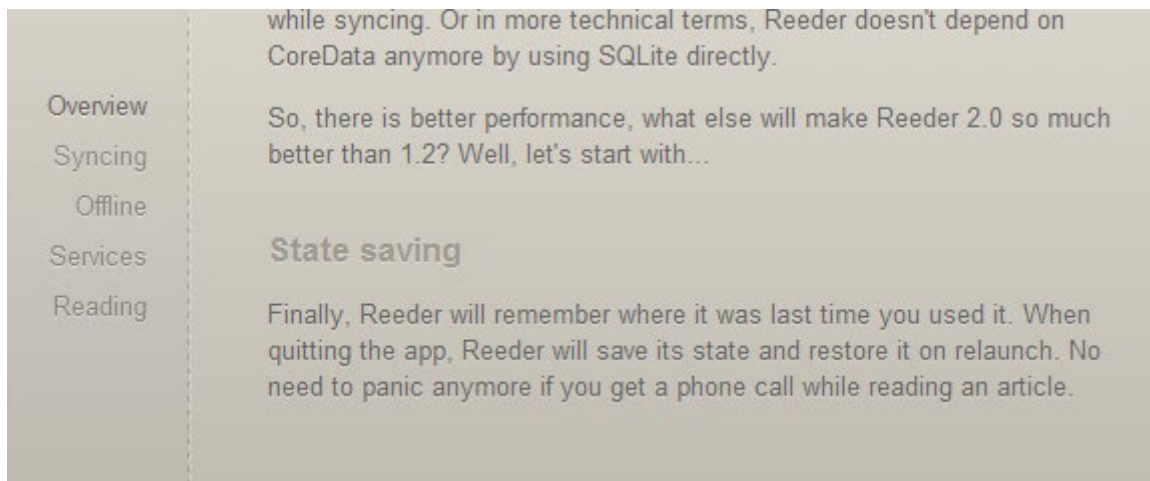 while syncing. Or in more technical terms, Reeder doesn't depend on
CoreData anymore by using SQLite directly.
Overview
Syncing
Offline
Services
Reading
So, there is better performance, what else will make Reeder 2.0 so much
better than 1.2? Well, let's start with...
State saving
Finally, Reeder will remember where it was last time you used it. When
quitting the app, Reeder will save its state and restore it on relaunch. No
need to panic anymore if you get a phone call while reading an article.